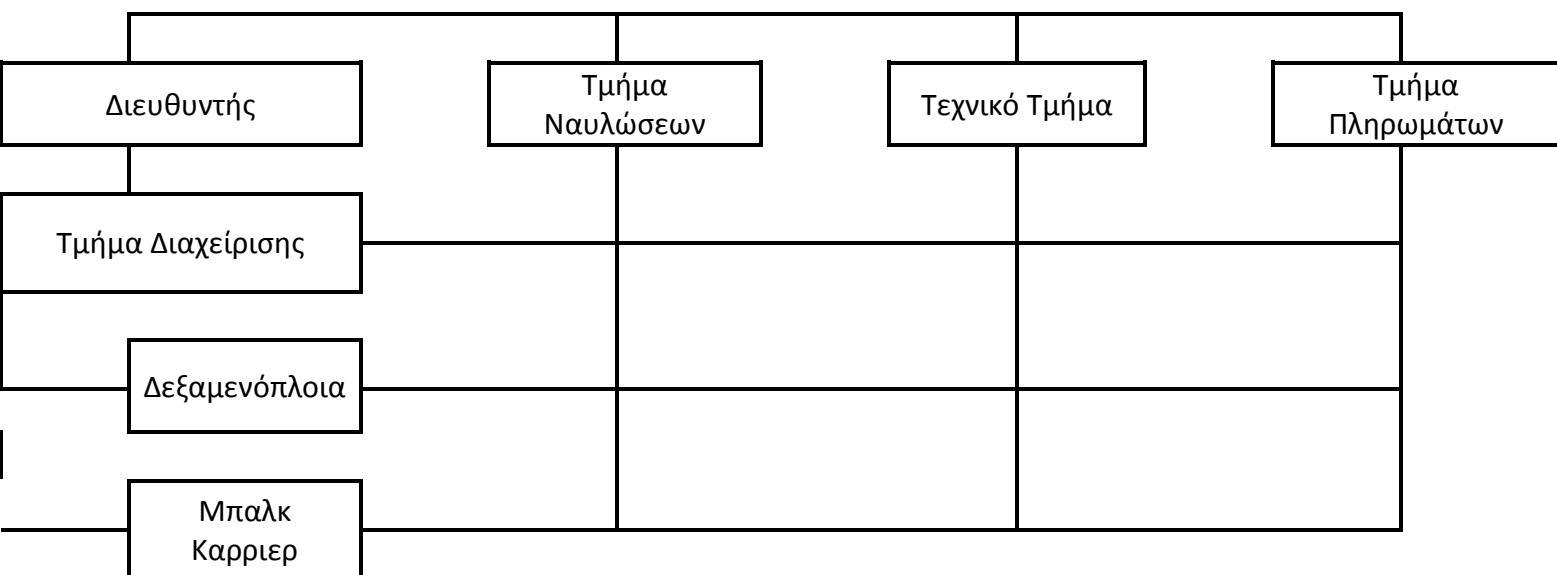 Διευθυντής
Τμήμα
Ναυλώσεων
Τεχνικό Τμήμα
Τμήμα
Πληρωμάτων
Τμήμα Διαχείρισης
Δεξαμενόπλοια
Μπαλκ
Καρριερ